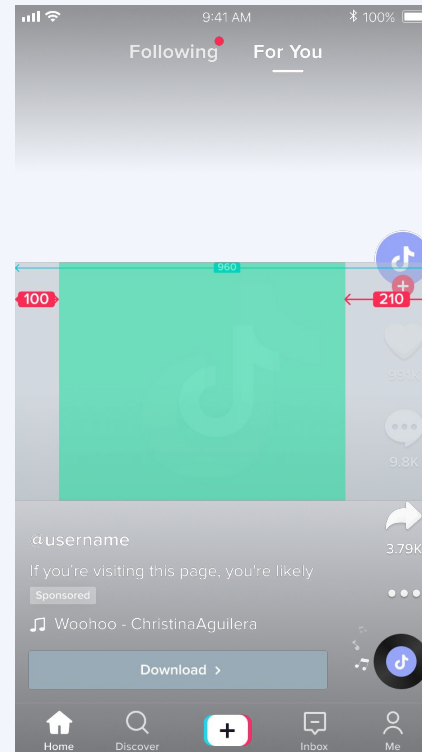 9:41 AM
100%
Following
For You
960
100
210
9.8K
3.79K
@username
If you're visiting this page, you're likely
Sponsored
Woohoo - ChristinaAguilera
Download >
Home
Discover
Inbox
Me